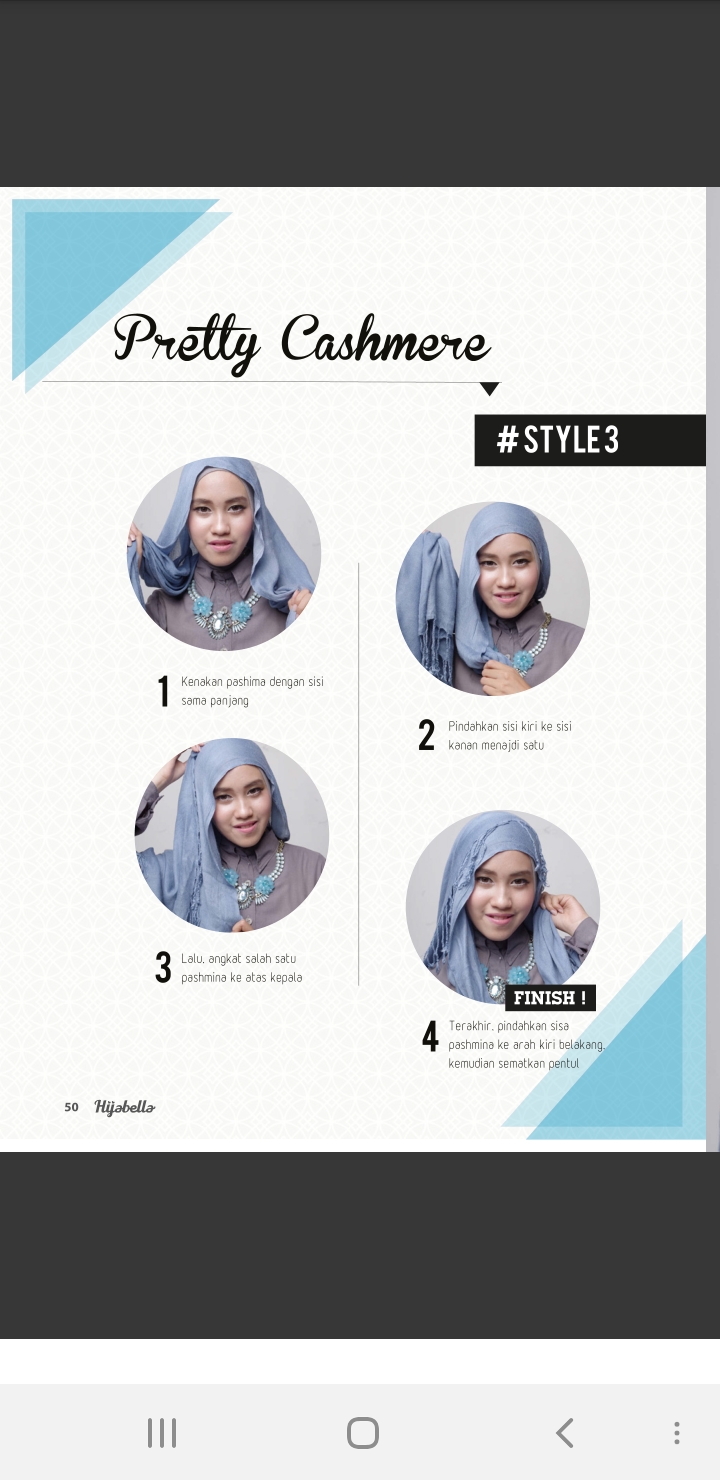 Pretty Cashmere
#STYLE3
1 Kenakan pashima dengan sisi
sama panjang
2 Pindahkan sisi kiri ke sisi
kanan menajdi satu
3 Lalu, angkat salah satu
pashmina ke atas kepala
FINISH !
4 Terakhir, pindahkan sisa
pashmina ke arah kiri belakang,
kemudian sematkan pentul
50 Hijabella